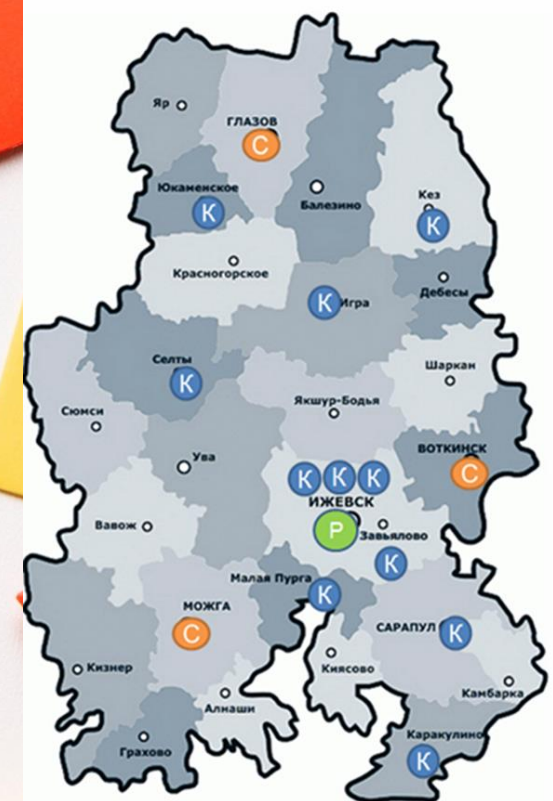 Яр
ГЛАЗОВ
С
Юкаменское
К
Балезино
Кез
К
Красногорское
К
Игра
Дебесы
Селты
К
Шаркан
Якшур-Бодья
Сюмси
Ува
ВОТКИНСК
С
К К К
ИЖЕВСК
Р
Завьялово
Вавож
К
Малая Пурга
К
МОЖГА
С
САРАПУЛ
К
Кизнер
Киясово
Камбарка
Алнаши
Грахово
Каракулино
К